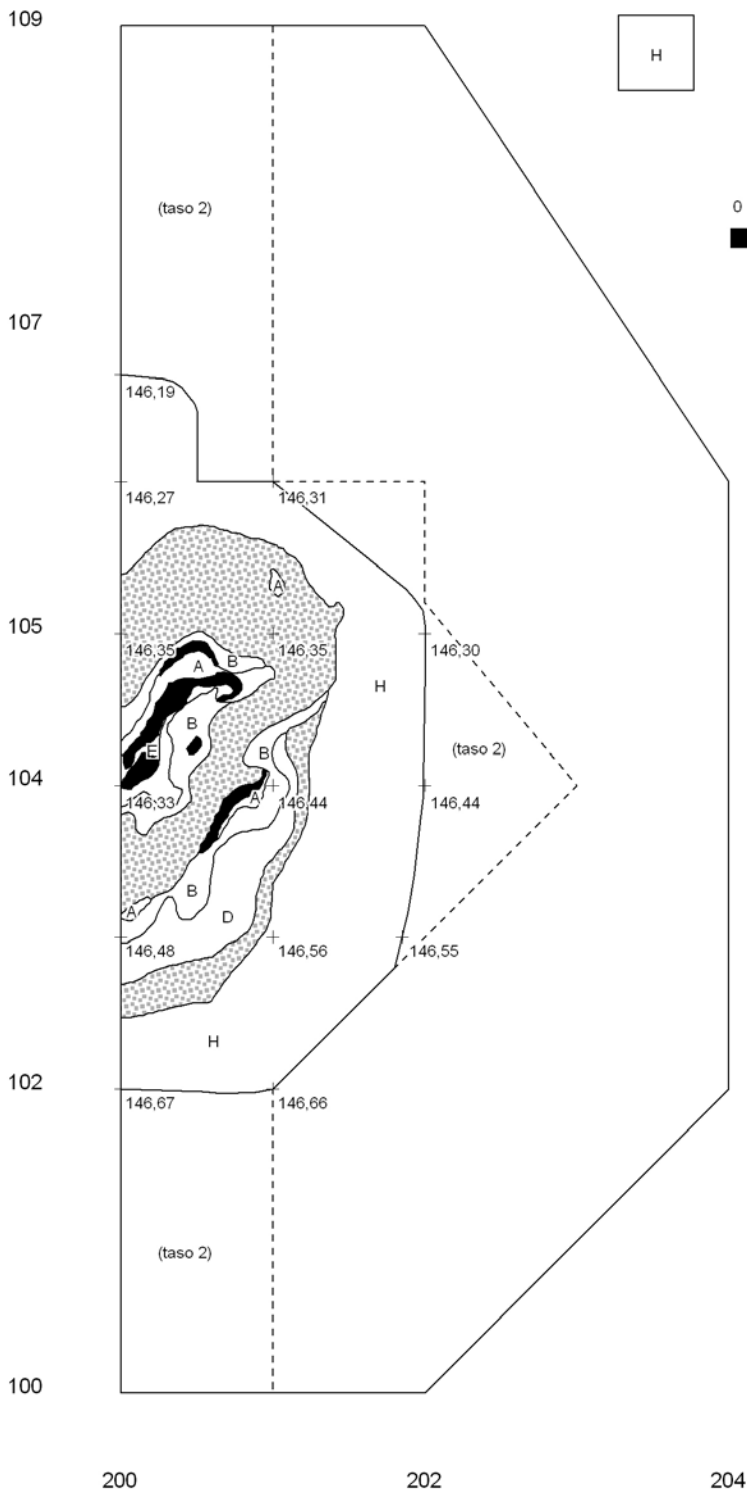 109
H
0
(taso 2)
107
146,19
146,27
146,31
A
105
146,35
146,35
146,30
B
A
H
B
E
B
(taso 2)
104
146,33
A
146,44
146,44
B
A
D
146,48
146,56
146,55
H
102
146,67
146,66
(taso 2)
100
200
202
204